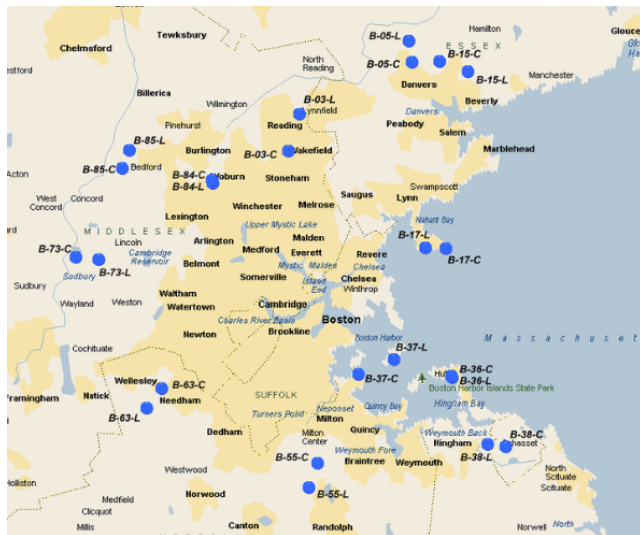 Tewksbury
Chelmsford
B-05-L
Hamilton
B-15-C
ESSEX
North
Reading
B-05-C
Manchester
Billerica
Danvers
B-15-L
Wilmington
B-03-L
Beverly
Lynnfield
Danvers
Pinehurst
Reading
Peabody
Salem
B-85-L
Burlington
B-03-C
Wakefield
Marblehead
B-85-C
Bedford
B-84-C
Woburn
Stoneham
Acton
B-84-L
Swampscott
West
Concord
Concord
Winchester
Melrose
Saugus
Lynn
Lexington
Upper Mystic Lake
Nahant Bay
MIDDLESEX
Malden
Lincoln
Arlington
Medford
B-17-L
B-73-C
Cambridge
Reservoir
Everett
Revere
B-17-C
Belmont
Mystic
Malden
Chelsea
B-73-L
Sudbury
Somerville
Island
End
Chelsea
Winthrop
Sudbury
Waltham
Wayland
Weston
Watertown
Cambridge
Charles River Basin
Boston
Newton
Brookline
Boston Harbor
Massachuset
Cochituate
B-37-L
B-36-C
Wellesley
B-63-C
B-37-C
Hu
B-36-L
Boston Harbor Islands State Park
Framingham
Natick
Needham
SUFFOLK
Neponset
Quincy Bay
Hingham Bay
B-63-L
Turners Pond
Milton
Dedham
Milton
Center
Quincy
Weymouth Back
B-38-C
Weymouth Fore
Hingham
hasset
B-55-C
B-38-L
Westwood
Braintree
Weymouth
North
Scituate
Holliston
B-55-L
Scituate
Medfield
Norwood
Clicquot
Millis
Canton
Randolph
Norwell
North